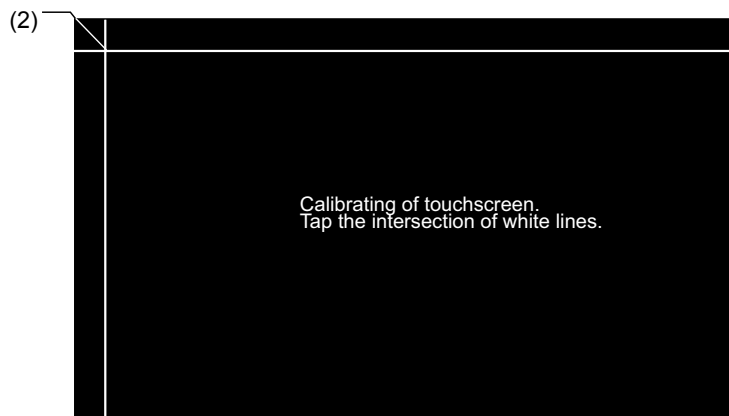 (2)
Calibrating of touchscreen.
Tap the intersection of white lines.